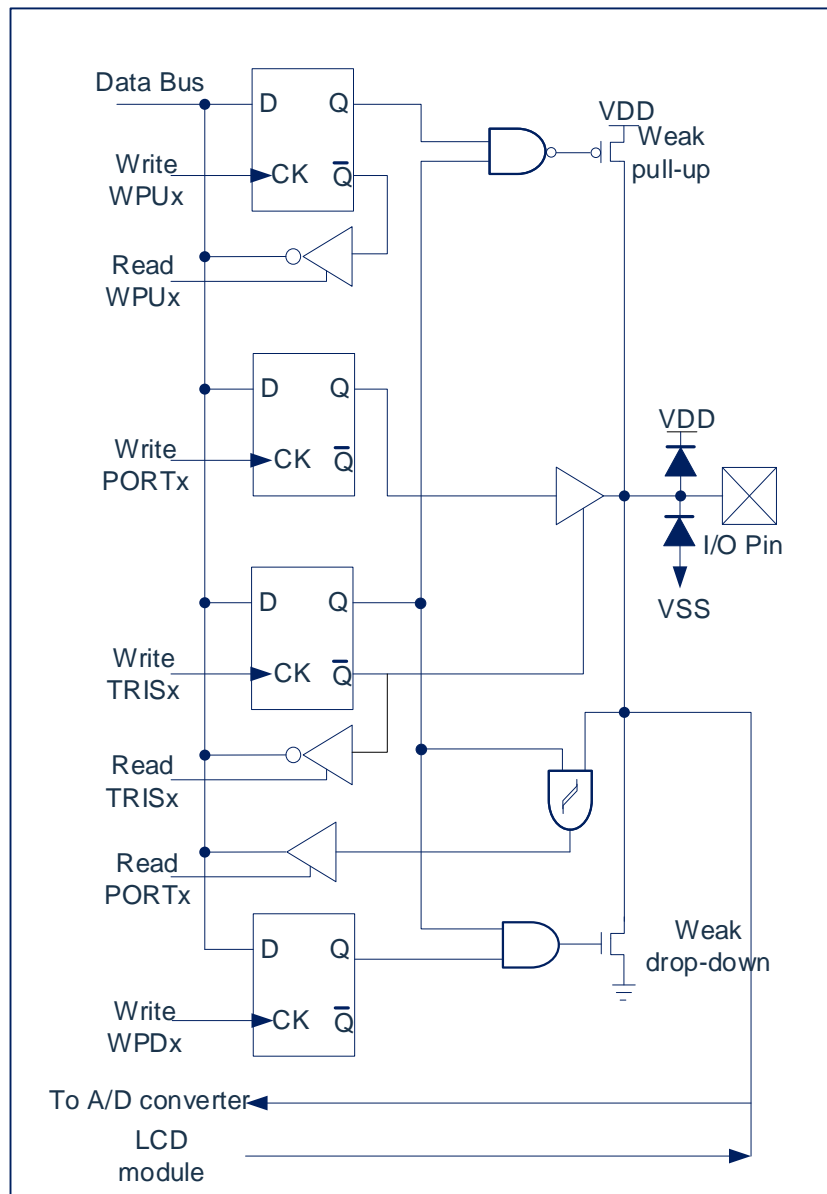 Data Bus
D
Q
VDD
Weak
pull-up
Write
WPUx
CK
Q̅
Read
WPUx
D
Q
VDD
Write
PORTx
CK
Q̅
I/O Pin
VSS
D
Q
Write
TRISx
CK
Q̅
Read
TRISx
Read
PORTx
D
Q
Weak
drop-down
Write
WPDx
CK
Q̅
To A/D converter
LCD
module